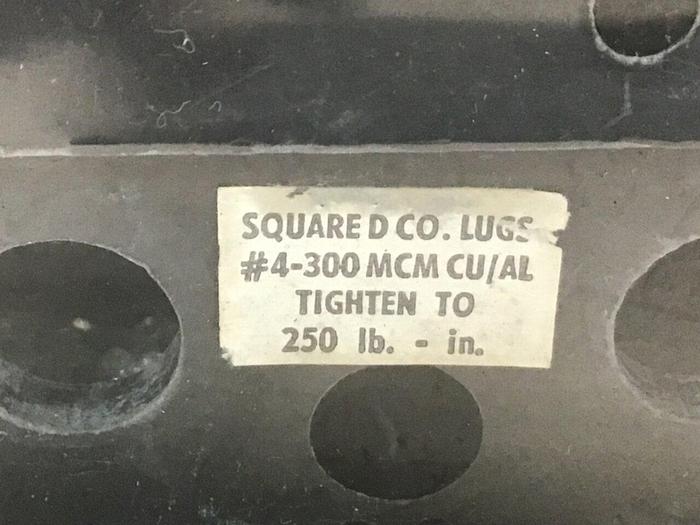 SQUARE D CO. LUGS
#4-300 MCM CU/AL
TIGHTEN TO
250 lb. - in.